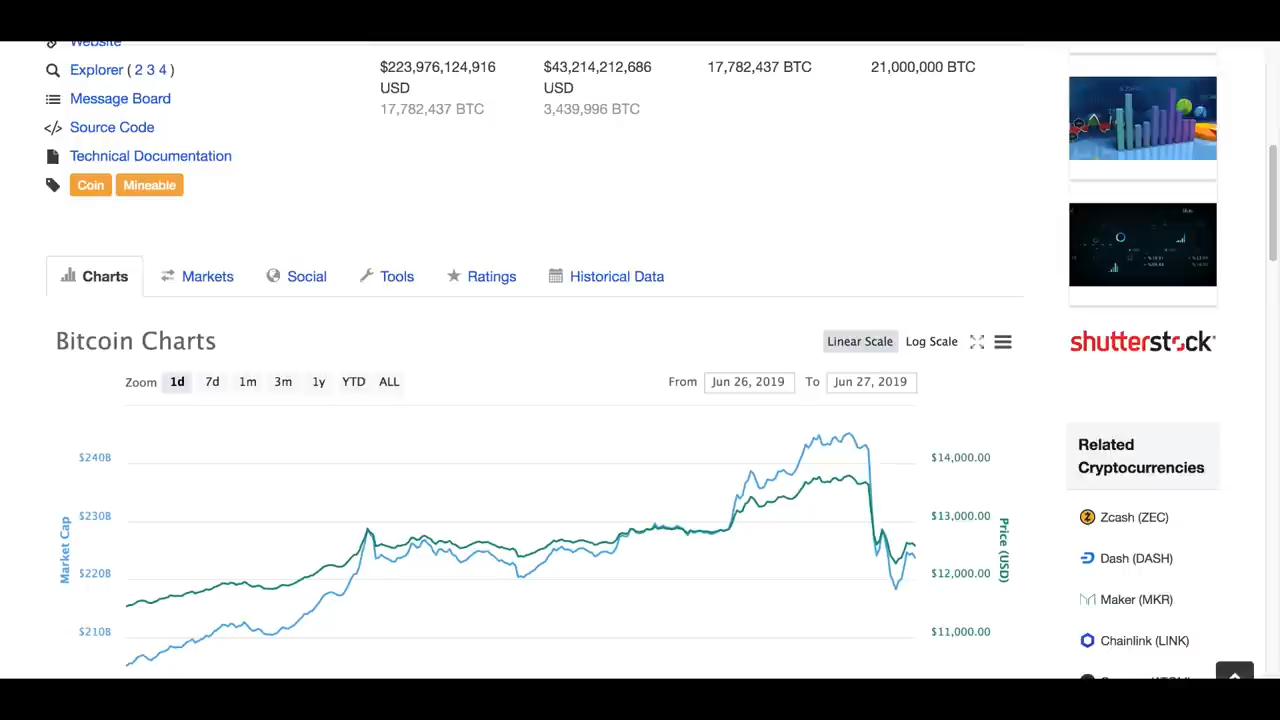 Website
Explorer ( 2 3 4 )
Message Board
Source Code
Technical Documentation
Coin Mineable
$223,976,124,916 USD
17,782,437 BTC
$43,214,212,686 USD
3,439,996 BTC
17,782,437 BTC
21,000,000 BTC
Charts Markets Social Tools Ratings Historical Data
Bitcoin Charts
Linear Scale Log Scale
Zoom 1d 7d 1m 3m 1y YTD ALL
From Jun 26, 2019 To Jun 27, 2019
$240B
$230B
$220B
$210B
Market Cap
$14,000.00
$13,000.00
$12,000.00
$11,000.00
Price (USD)
shutterstock
Related
Cryptocurrencies
Zcash (ZEC)
Dash (DASH)
Maker (MKR)
Chainlink (LINK)